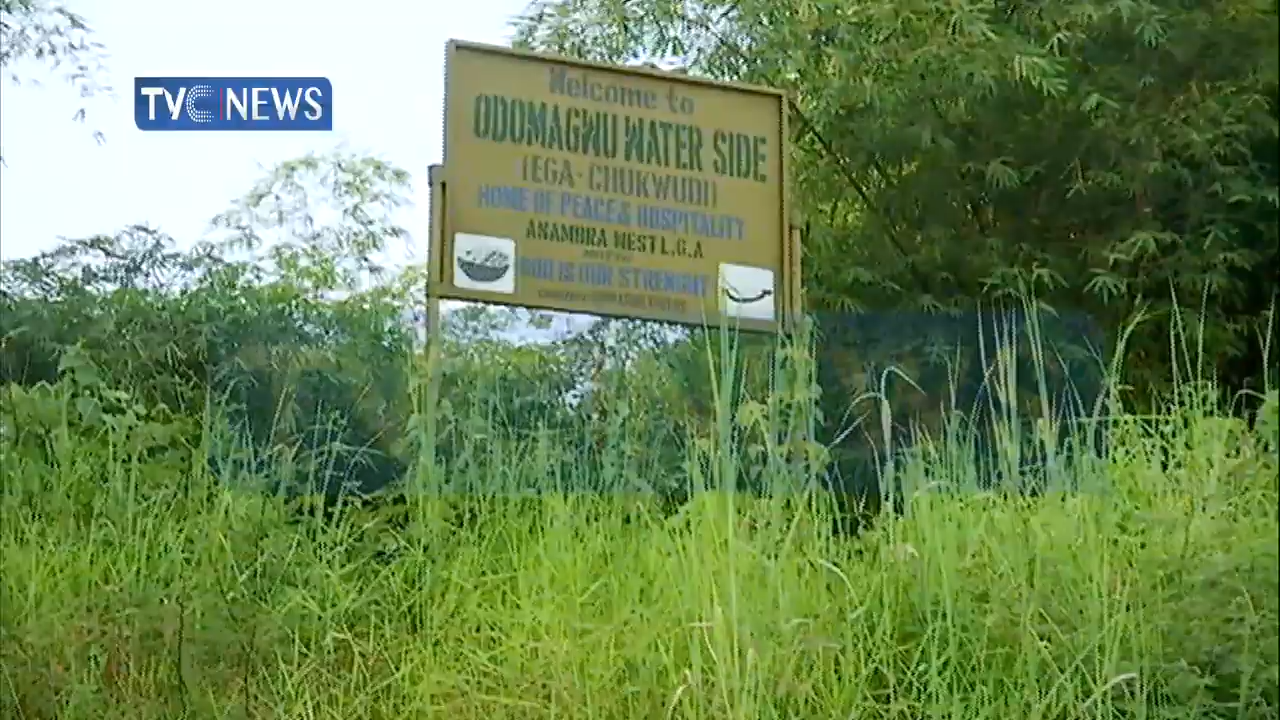 TVC NEWS
Welcome to
ODOMAGWU WATER SIDE
(EGA-CHUKWUDI)
HOME OF PEACE & HOSPITALITY
ANAMBRA WEST L.G.A
GOD IS OUR STRENGHT